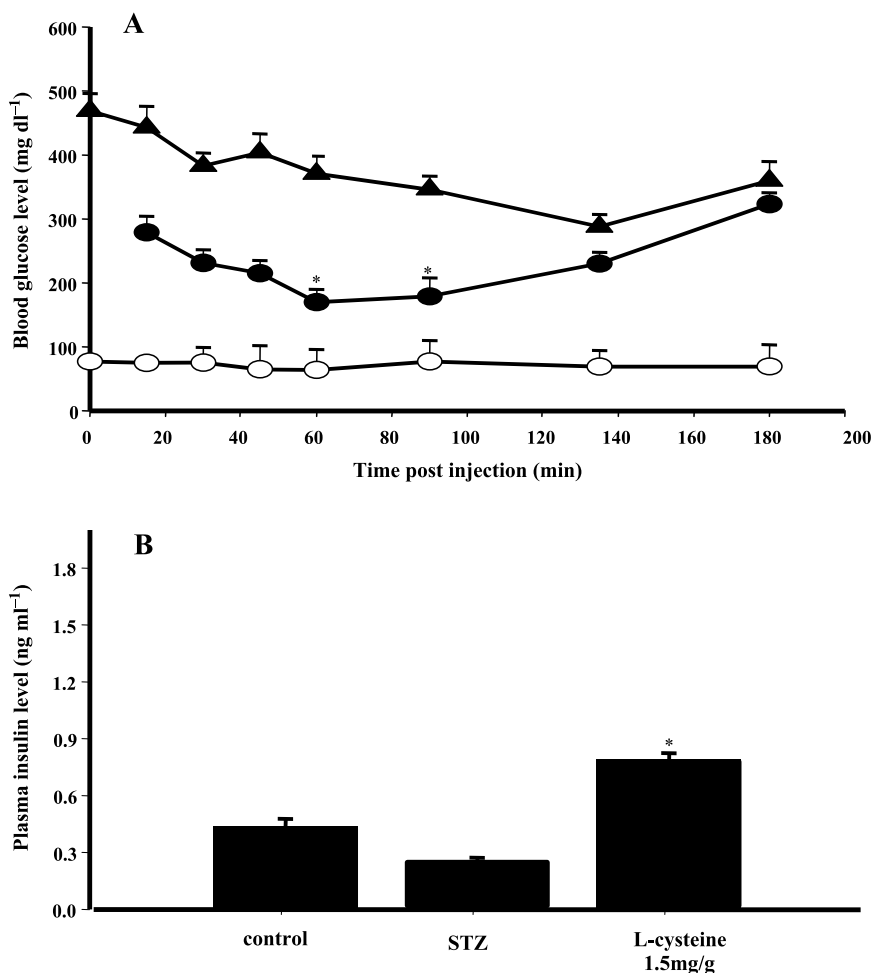 A
600
500
400
300
200
100
0
Blood glucose level (mg dl⁻¹)
*
*
0 20 40 60 80 100 120 140 160 180 200
Time post injection (min)
B
1.8
1.5
1.2
0.9
0.6
0.3
0.0
Plasma insulin level (ng ml⁻¹)
*
control STZ L-cysteine
1.5mg/g